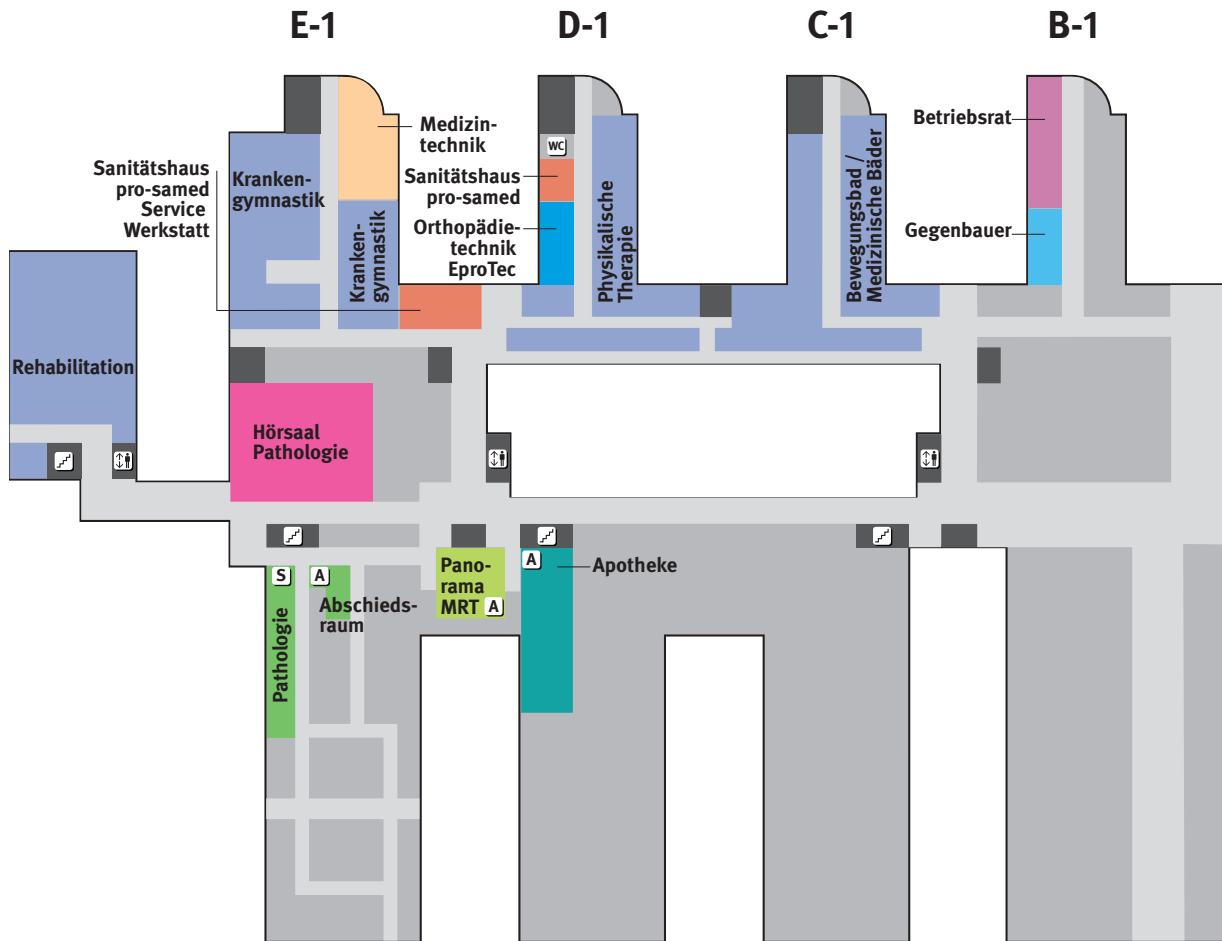 E-1
D-1
C-1
B-1
Medizin-
technik
Sanitätshaus
pro-samed
Service
Werkstatt
Kranken-
gymnastik
Kranken-
gymnastik
WC
Sanitätshaus
pro-samed
Orthopädie-
technik
EproTec
Physikalische
Therapie
Bewegungsbad /
Medizinische Bäder
Betriebsrat
Gegenbauer
Rehabilitation
Hörsaal
Pathologie
S
Pathologie
A
Abschieds-
raum
Pano-
rama
MRT A
A
Apotheke